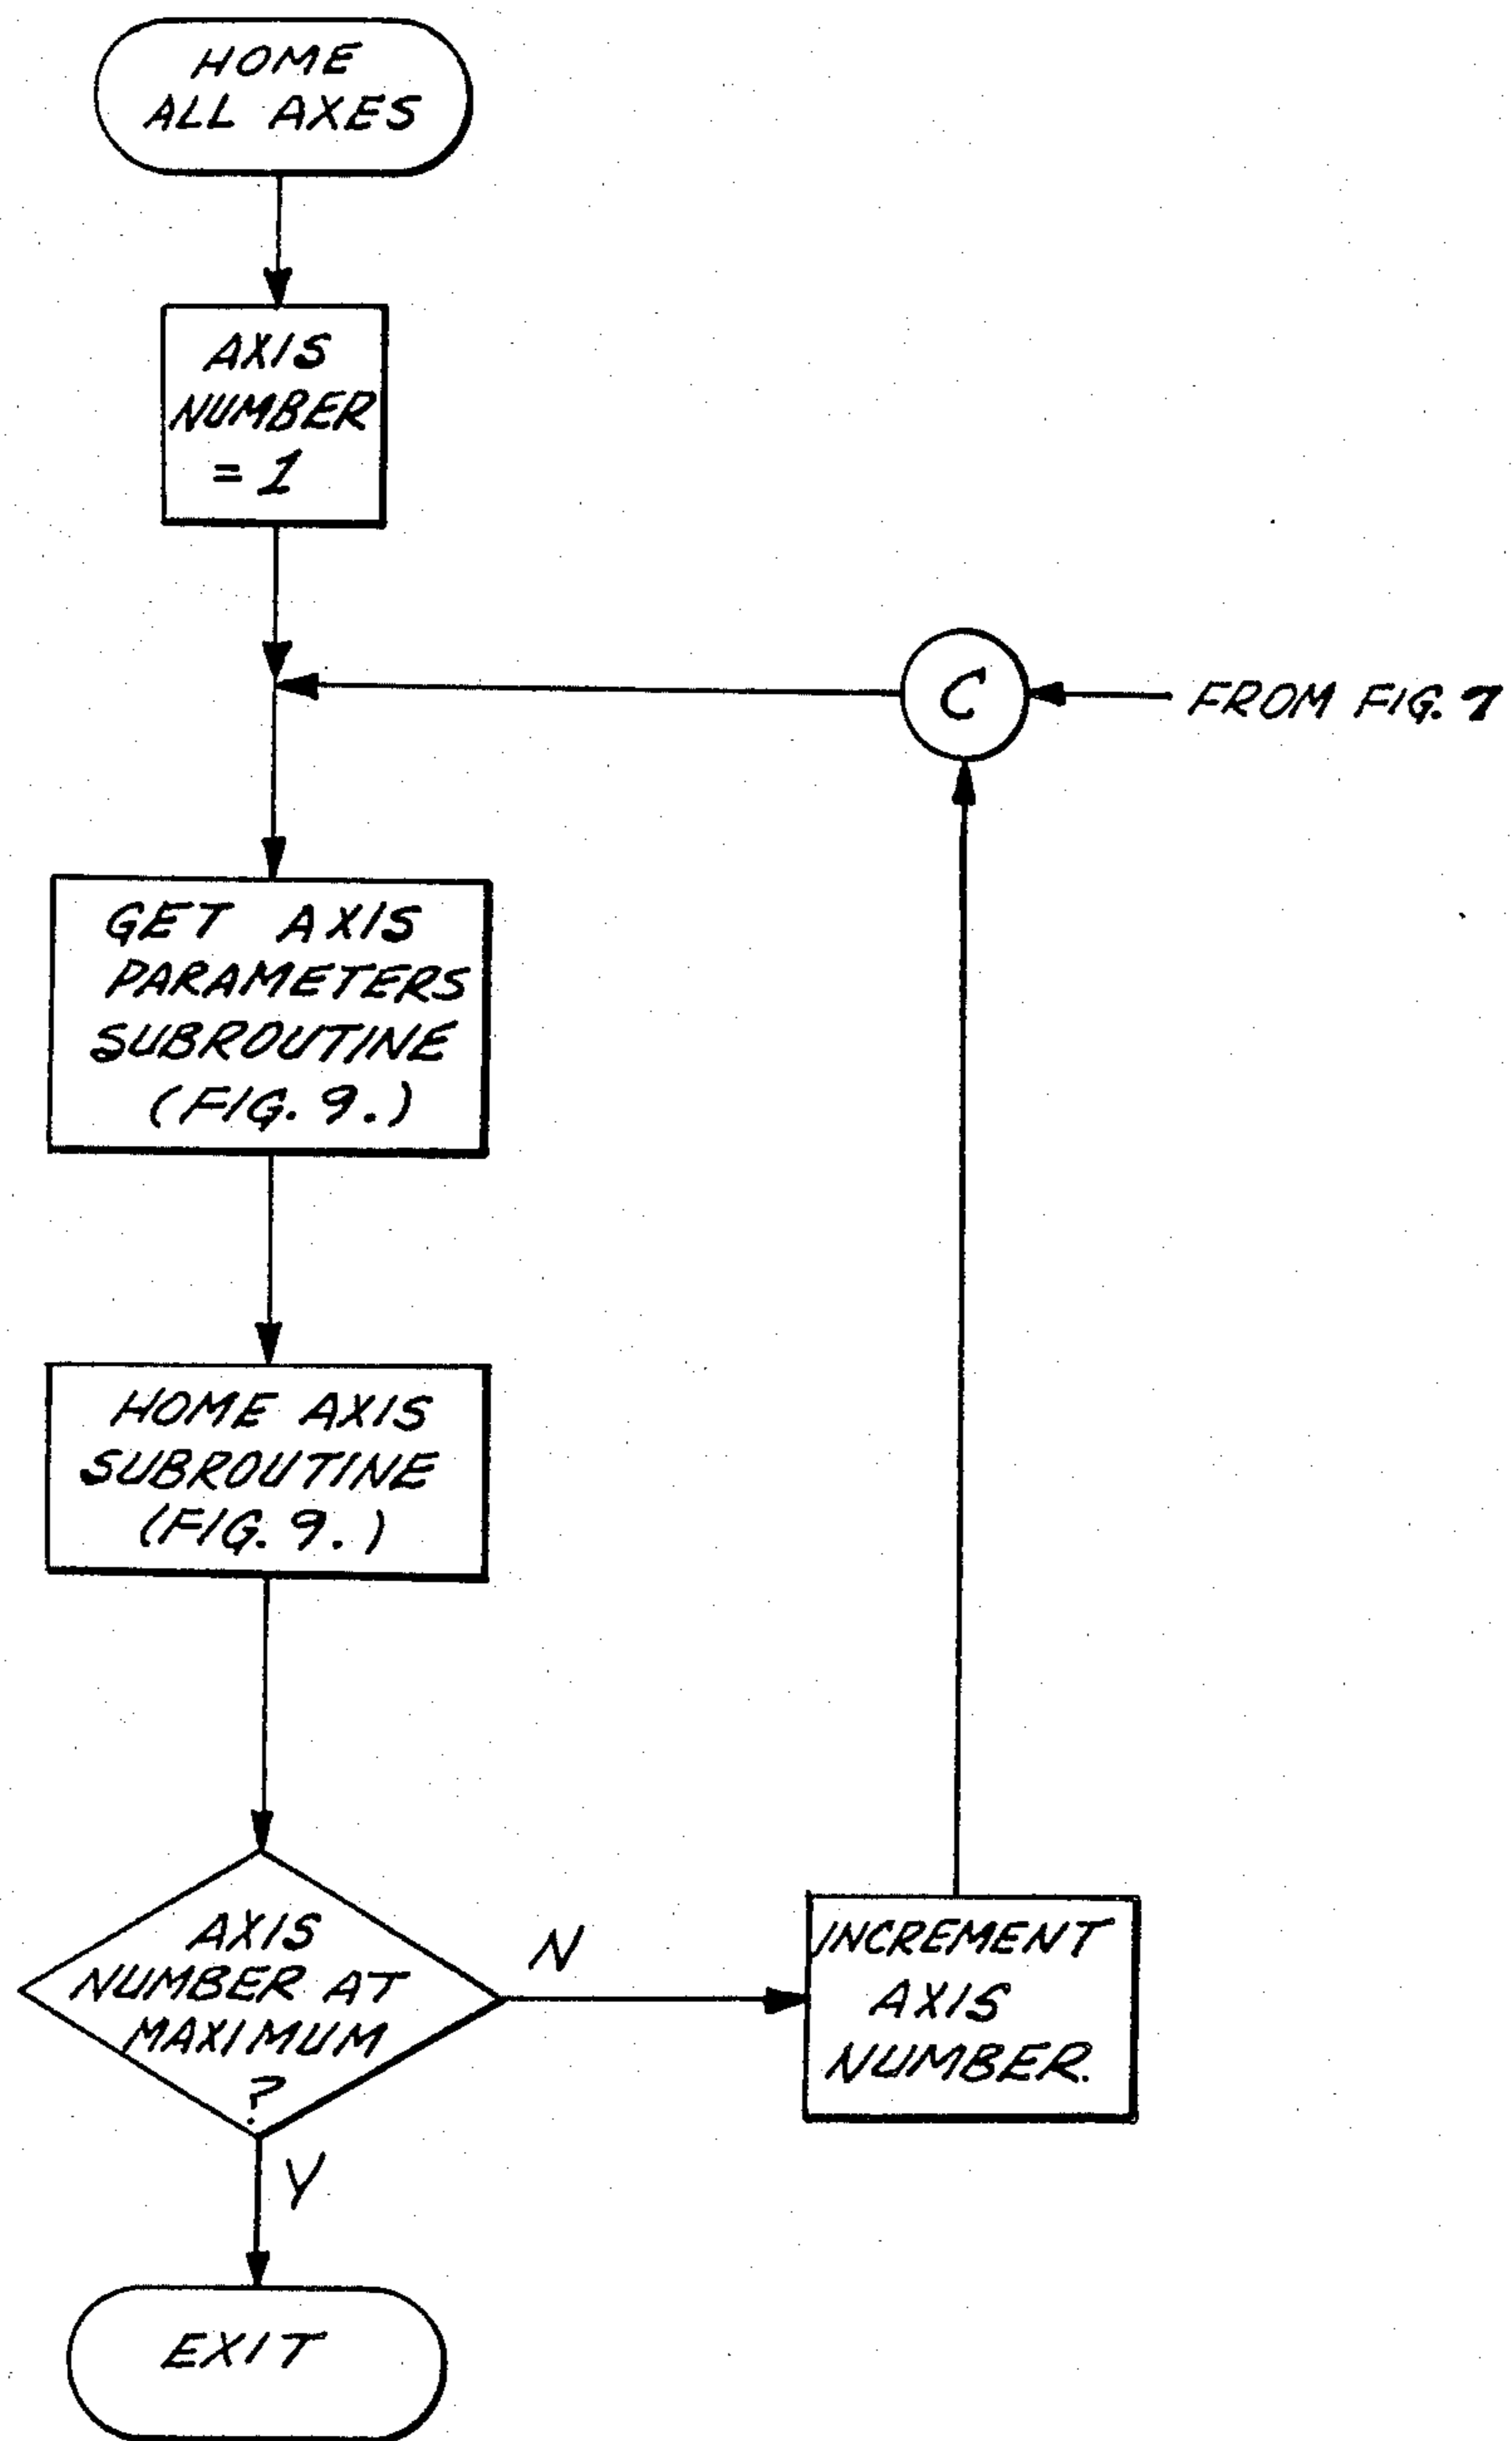 HOME
ALL AXES
AXIS
NUMBER
= 1
C
FROM FIG. 7
GET AXIS
PARAMETERS
SUBROUTINE
(FIG. 9.)
HOME AXIS
SUBROUTINE
(FIG. 9.)
AXIS
NUMBER AT
MAXIMUM
?
N
INCREMENT
AXIS
NUMBER.
Y
EXIT